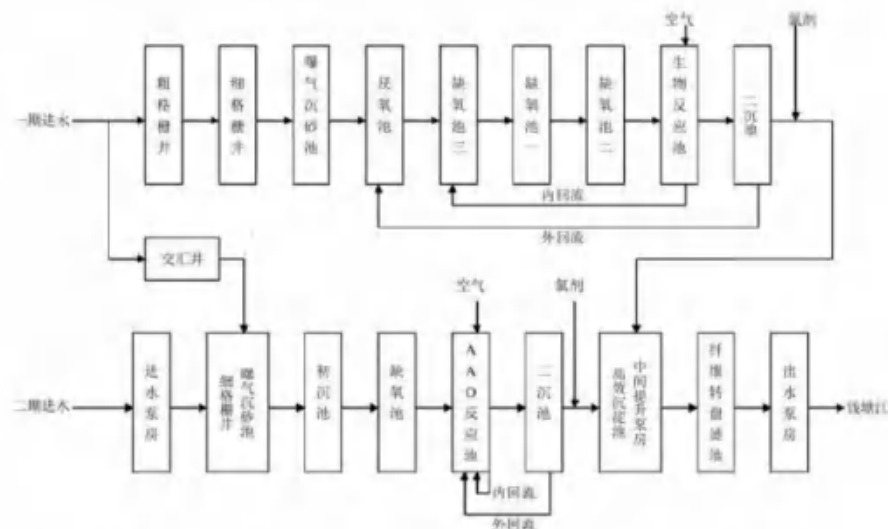 空气
氯剂
一期进水
粗格栅井
细格栅井
曝气沉砂池
厌氧池
缺氧池三
缺氧池一
缺氧池二
生物反应池
二沉池
内回流
外回流
交汇井
空气
氯剂
二期进水
进水泵房
细格栅井
曝气沉砂池
初沉池
缺氧池
AAO反应池
二沉池
高效沉淀池
中间提升泵房
纤维转盘滤池
出水泵房
钱塘江
内回流
外回流